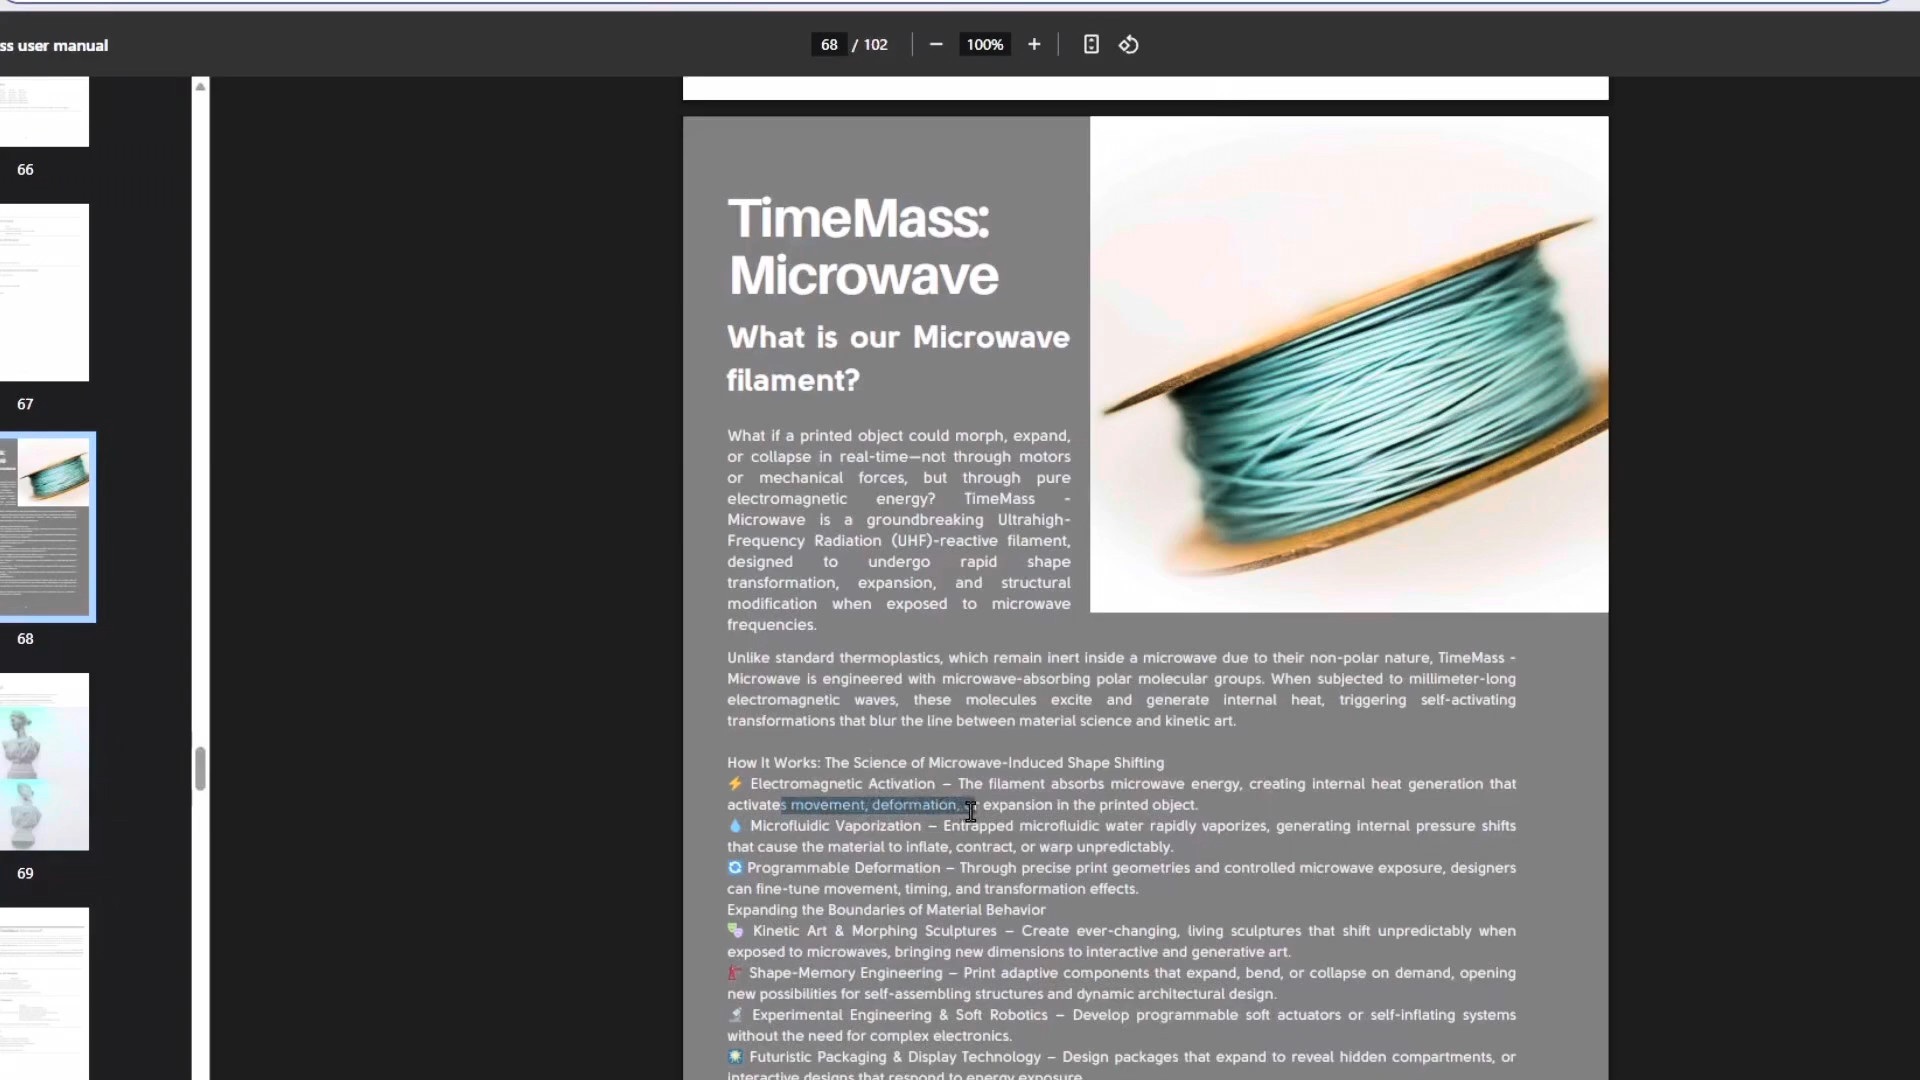 ss user manual
68 / 102
100%
66
67
68
69
TimeMass:
Microwave
What is our Microwave
filament?
What if a printed object could morph, expand,
or collapse in real-time—not through motors
or mechanical forces, but through pure
electromagnetic energy? TimeMass -
Microwave is a groundbreaking Ultrahigh-
Frequency Radiation (UHF)-reactive filament,
designed to undergo rapid shape
transformation, expansion, and structural
modification when exposed to microwave
frequencies.
Unlike standard thermoplastics, which remain inert inside a microwave due to their non-polar nature, TimeMass -
Microwave is engineered with microwave-absorbing polar molecular groups. When subjected to millimeter-long
electromagnetic waves, these molecules excite and generate internal heat, triggering self-activating
transformations that blur the line between material science and kinetic art.
How It Works: The Science of Microwave-Induced Shape Shifting
⚡ Electromagnetic Activation – The filament absorbs microwave energy, creating internal heat generation that
activates movement, deformation, or expansion in the printed object.
💧 Microfluidic Vaporization – Entrapped microfluidic water rapidly vaporizes, generating internal pressure shifts
that cause the material to inflate, contract, or warp unpredictably.
🔄 Programmable Deformation – Through precise print geometries and controlled microwave exposure, designers
can fine-tune movement, timing, and transformation effects.
Expanding the Boundaries of Material Behavior
🎭 Kinetic Art & Morphing Sculptures – Create ever-changing, living sculptures that shift unpredictably when
exposed to microwaves, bringing new dimensions to interactive and generative art.
Shape-Memory Engineering – Print adaptive components that expand, bend, or collapse on demand, opening
new possibilities for self-assembling structures and dynamic architectural design.
🔬 Experimental Engineering & Soft Robotics – Develop programmable soft actuators or self-inflating systems
without the need for complex electronics.
Futuristic Packaging & Display Technology – Design packages that expand to reveal hidden compartments, or
interactive designs that respond to energy exposure.